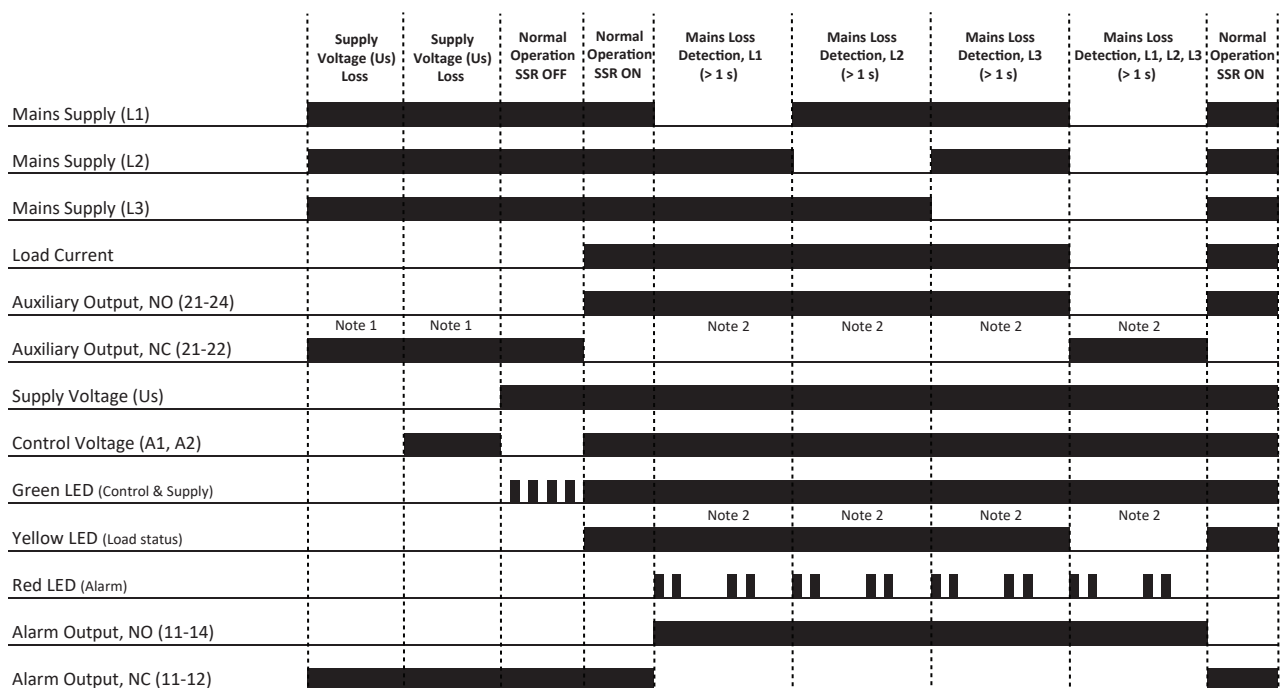 Supply
Voltage (Us)
Loss
Supply
Voltage (Us)
Loss
Normal
Operation
SSR OFF
Normal
Operation
SSR ON
Mains Loss
Detection, L1
(> 1 s)
Mains Loss
Detection, L2
(> 1 s)
Mains Loss
Detection, L3
(> 1 s)
Mains Loss
Detection, L1, L2, L3
(> 1 s)
Normal
Operation
SSR ON
Mains Supply (L1)
Mains Supply (L2)
Mains Supply (L3)
Load Current
Auxiliary Output, NO (21-24)
Note 1 Note 1 Note 2 Note 2 Note 2 Note 2
Auxiliary Output, NC (21-22)
Supply Voltage (Us)
Control Voltage (A1, A2)
Green LED (Control & Supply)
Note 2 Note 2 Note 2 Note 2
Yellow LED (Load status)
Red LED (Alarm)
Alarm Output, NO (11-14)
Alarm Output, NC (11-12)